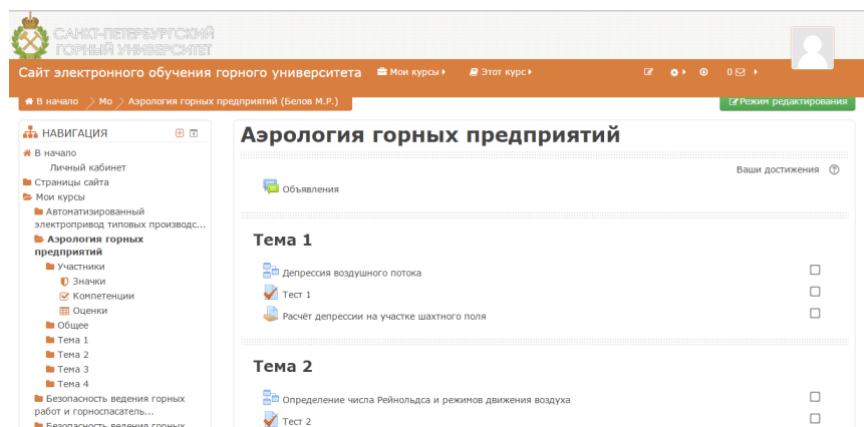 САНКТ-ПЕТЕРБУРГСКИЙ
ГОРНЫЙ УНИВЕРСИТЕТ
Сайт электронного обучения горного университета Мои курсы Этот курс 0
В начало Мо Аэрология горных предприятий (Белов М.Р.) Режим редактирования
НАВИГАЦИЯ
В начало
Личный кабинет
Страницы сайта
Мои курсы
Автоматизированный
электропривод типовых производс...
Аэрология горных
предприятий
Участники
Значки
Компетенции
Оценки
Общее
Тема 1
Тема 2
Тема 3
Тема 4
Безопасность ведения горных
работ и горноспасатель...
Безопасность ведения горных
Аэрология горных предприятий
Ваши достижения
Объявления
Тема 1
Депрессия воздушного потока
Тест 1
Расчёт депрессии на участке шахтного поля
Тема 2
Определение числа Рейнольдса и режимов движения воздуха
Тест 2